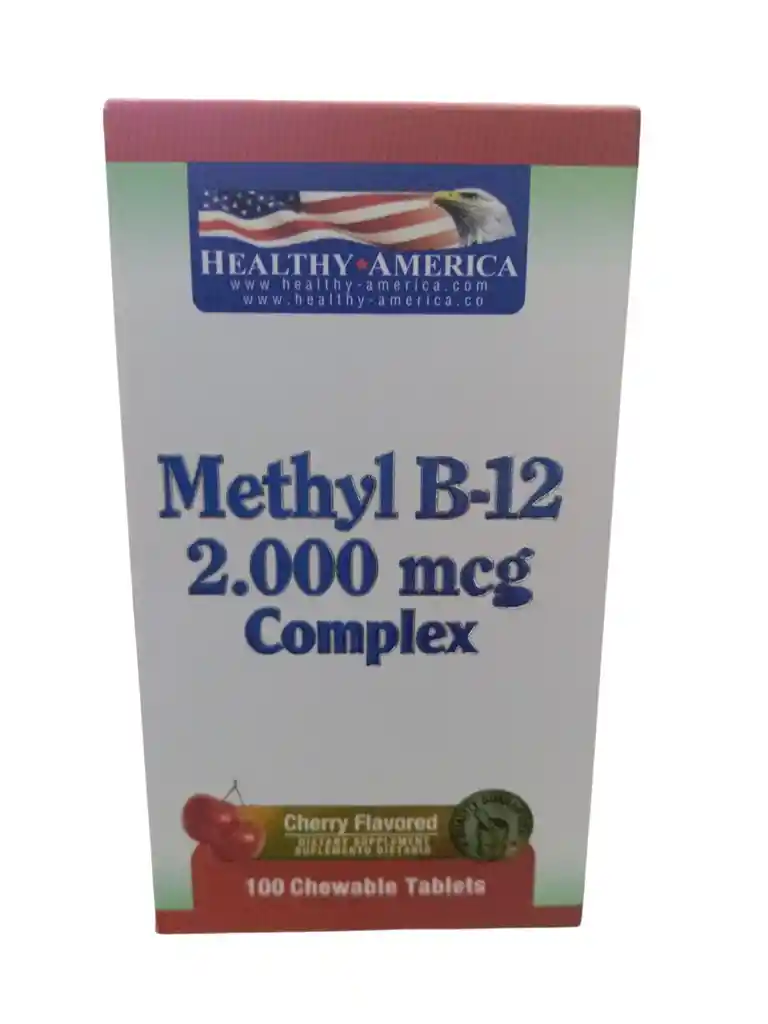 HEALTHY★AMERICA
www.healthy-america.com
www.healthy-america.co
Methyl B-12
2.000 mcg
Complex
Cherry Flavored
DIETARY SUPPLEMENT
SUPLEMENTO DIETARIO
100 Chewable Tablets